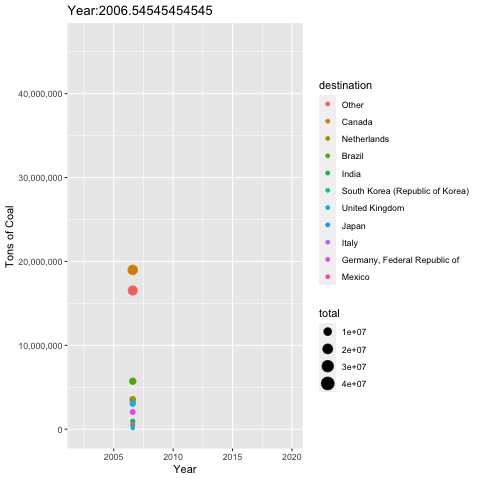 Year:2006.54545454545
Tons of Coal
40,000,000
30,000,000
20,000,000
10,000,000
0
2005
2010
2015
2020
Year
destination
Other
Canada
Netherlands
Brazil
India
South Korea (Republic of Korea)
United Kingdom
Japan
Italy
Germany, Federal Republic of
Mexico
total
1e+07
2e+07
3e+07
4e+07